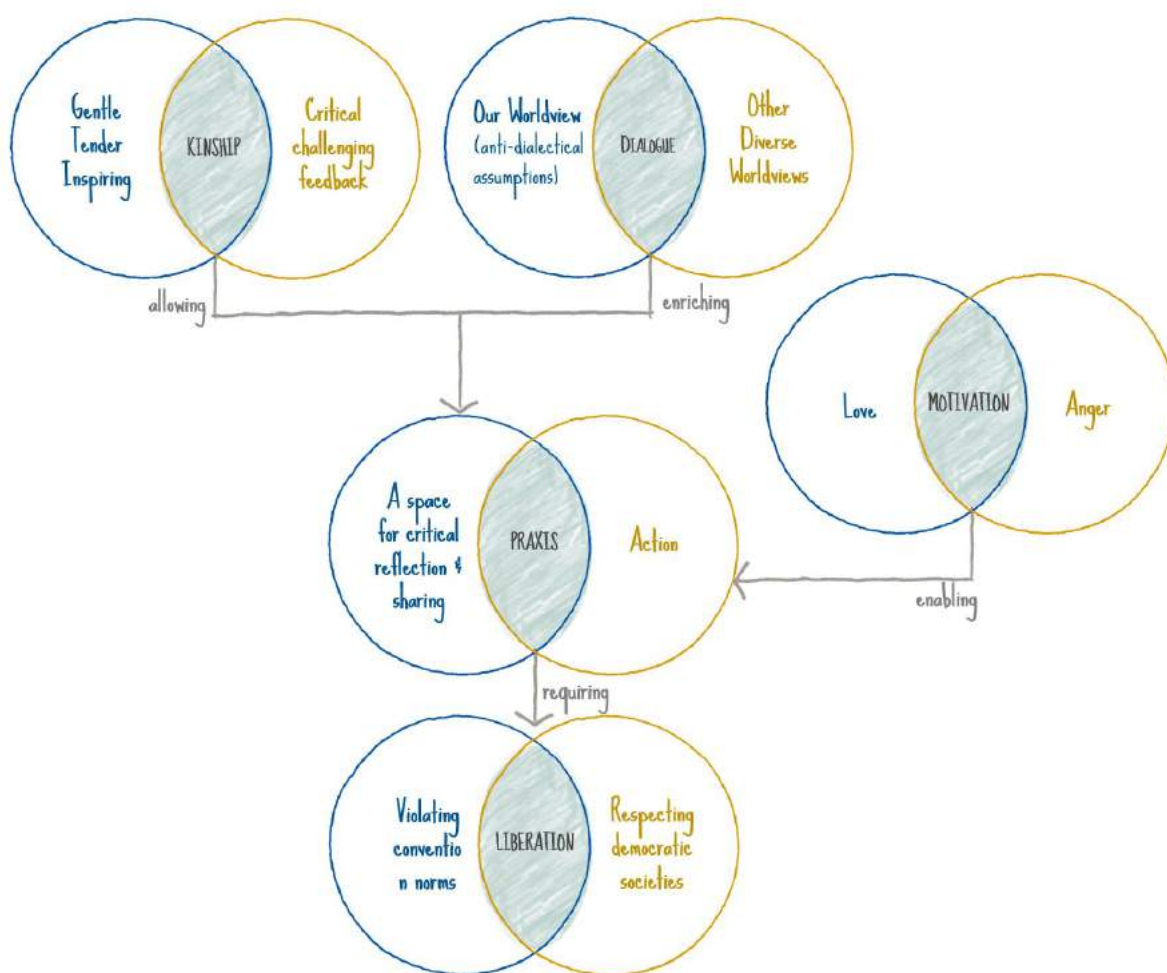 Gentle
Tender
Inspiring
KINSHIP
Critical
challenging
feedback
Our Worldview
(anti-dialectical
assumptions)
DIALOGUE
Other
Diverse
Worldviews
allowing
enriching
Love
MOTIVATION
Anger
A space
for critical
reflection &
sharing
PRAXIS
Action
enabling
requiring
Violating
conventio
n norms
LIBERATION
Respecting
democratic
societies